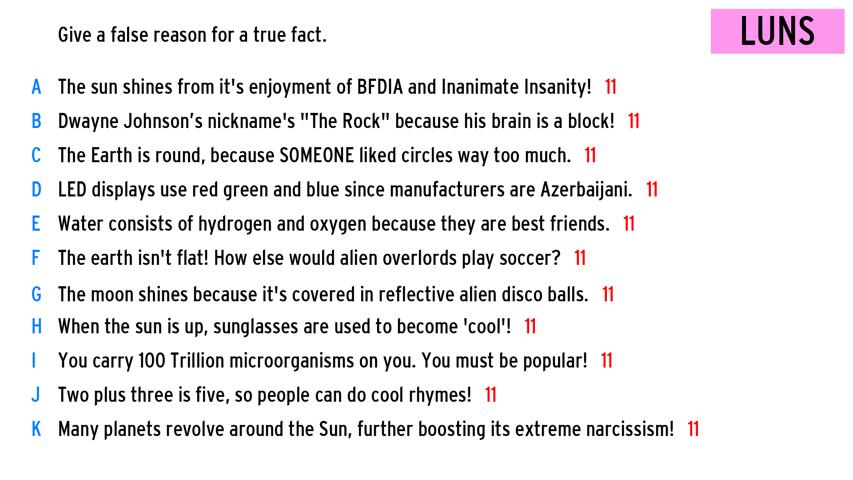 Give a false reason for a true fact.
LUNS
A The sun shines from it's enjoyment of BFDIA and Inanimate Insanity! 11
B Dwayne Johnson's nickname's "The Rock" because his brain is a block! 11
C The Earth is round, because SOMEONE liked circles way too much. 11
D LED displays use red green and blue since manufacturers are Azerbaijani. 11
E Water consists of hydrogen and oxygen because they are best friends. 11
F The earth isn't flat! How else would alien overlords play soccer? 11
G The moon shines because it's covered in reflective alien disco balls. 11
H When the sun is up, sunglasses are used to become 'cool'! 11
I You carry 100 Trillion microorganisms on you. You must be popular! 11
J Two plus three is five, so people can do cool rhymes! 11
K Many planets revolve around the Sun, further boosting its extreme narcissism! 11